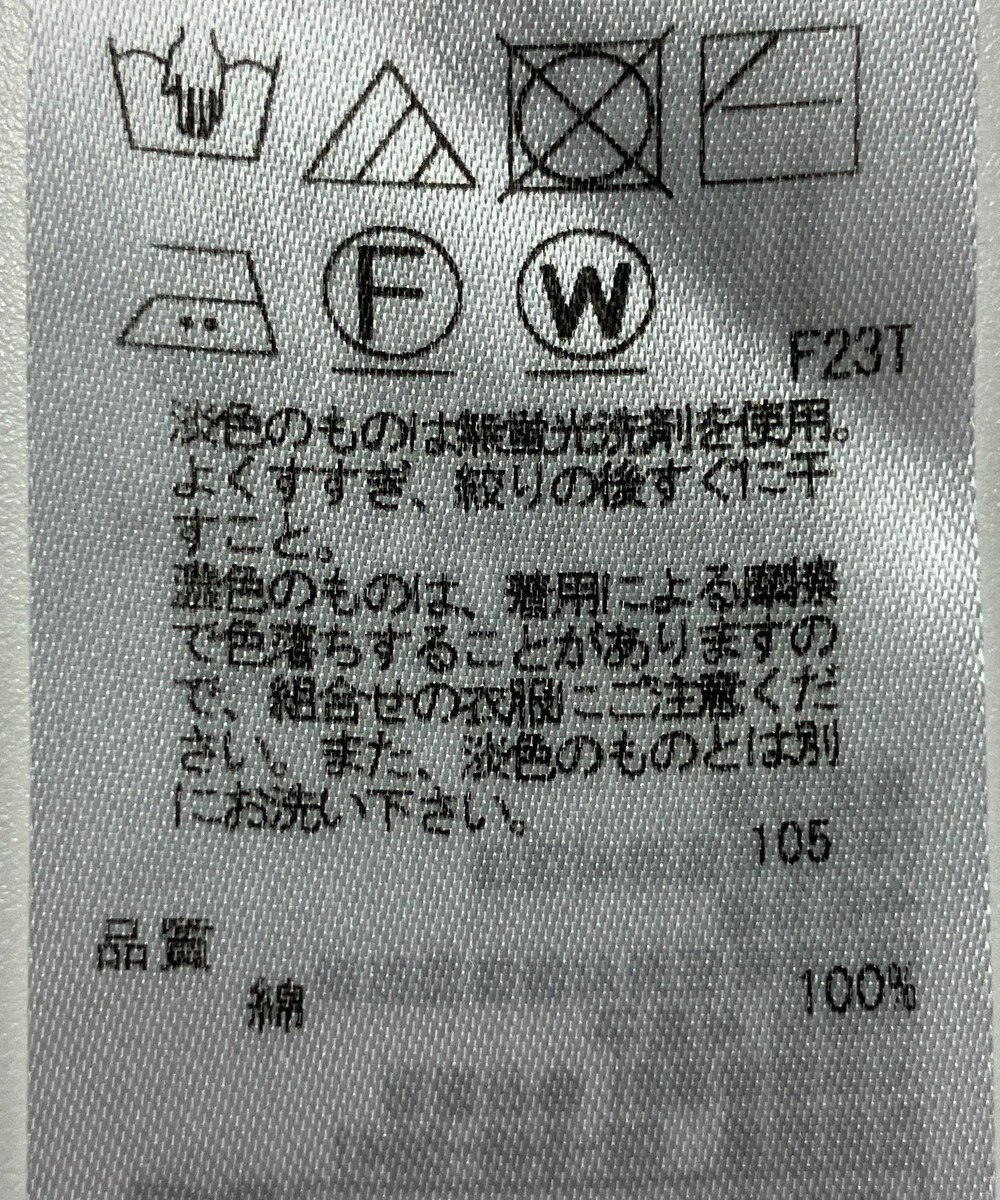 F
W
F23T
淡色のものは無蛍光洗剤を使用。
よくすすぎ、絞りの後すぐに干
すこと。
濃色のものは、着用による摩擦
で色落ちすることがありますの
で、組合せの衣服にご注意くだ
さい。また、淡色のものとは別
にお洗い下さい。
105
品質
綿 100%